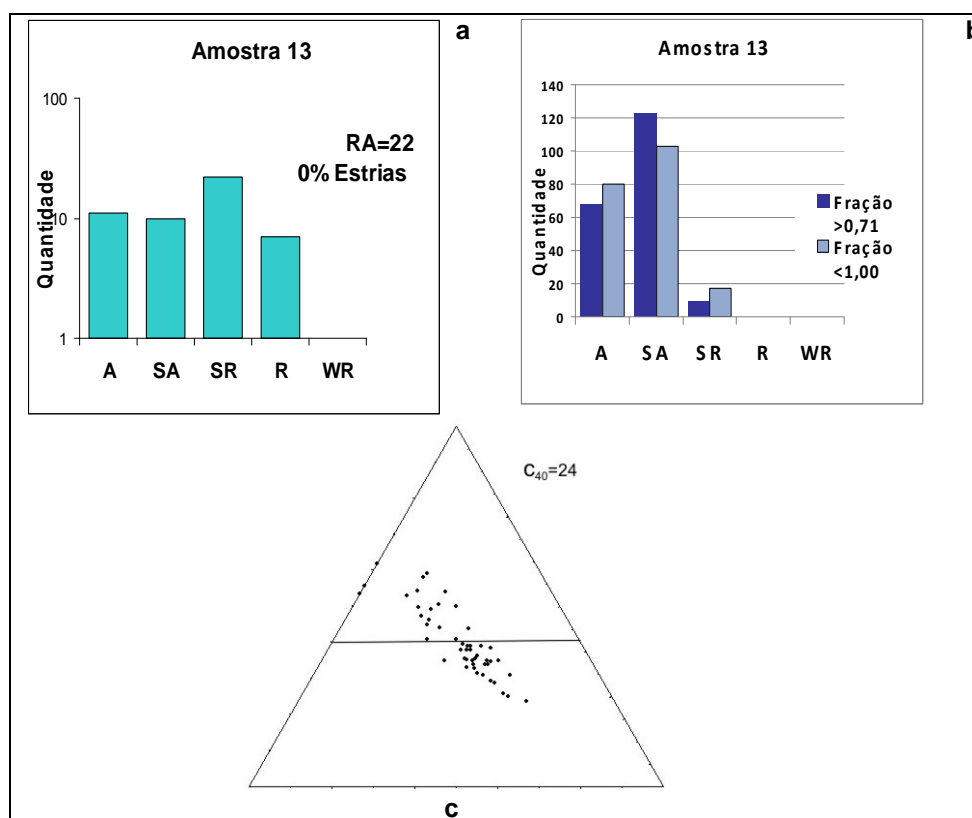 a
Amostra 13
100
10
1
Quantidade
RA=22
0% Estrias
A SA SR R WR
b
Amostra 13
140
120
100
80
60
40
20
0
Quantidade
Fração
>0,71
Fração
<1,00
A SA SR R WR
C₄₀=24
c